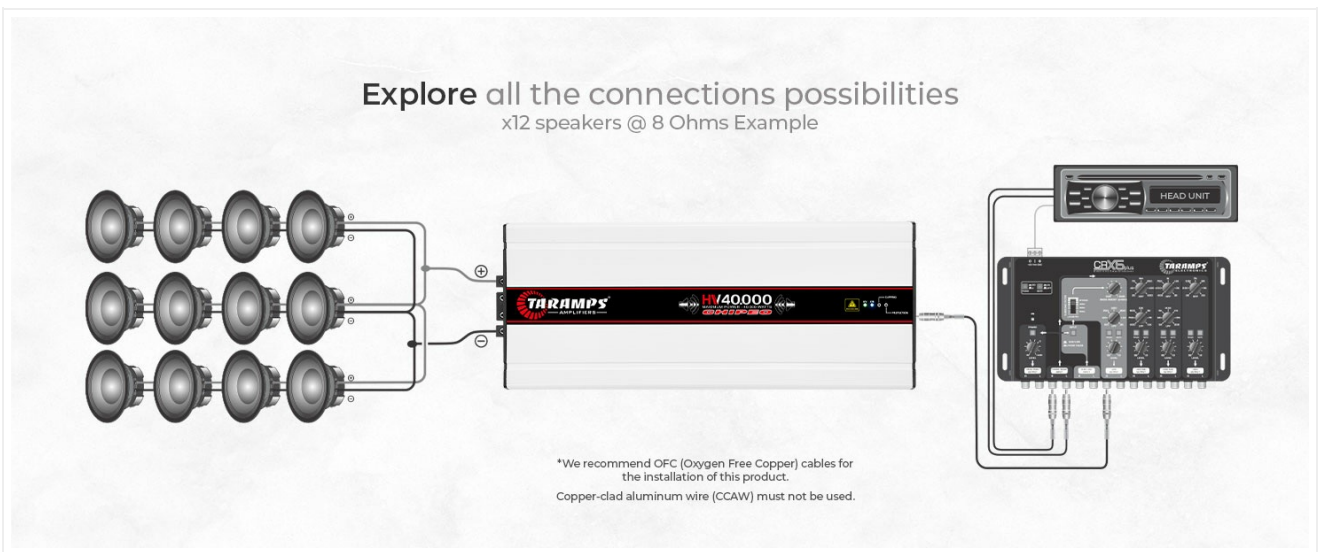 Explore all the connections possibilities
x12 speakers @ 8 Ohms Example
HEAD UNIT
TARAMPS
AMPLIFIERS
HV40.000
CHIPEO
TARAMPS
ELECTRONICS
*We recommend OFC (Oxygen Free Copper) cables for
the installation of this product.
Copper-clad aluminum wire (CCAW) must not be used.